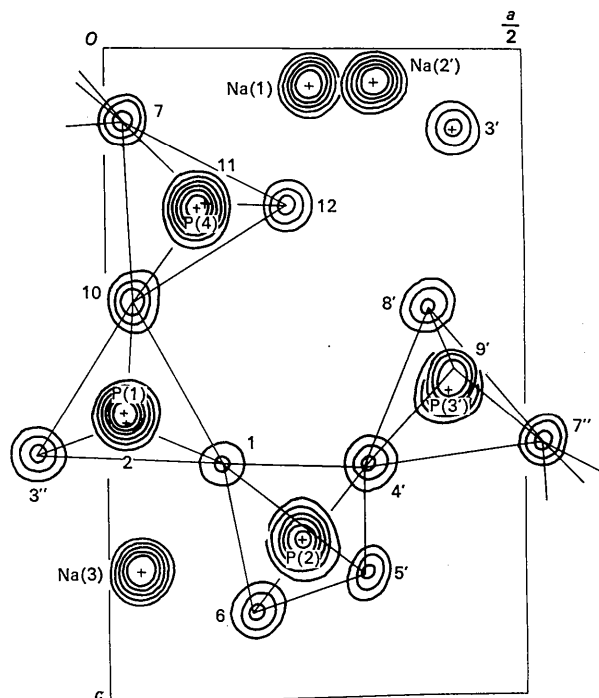 O
a/2
Na(1)
Na(2′)
7
3′
11
P(4)
12
10
8′
9′
P(1)
P(3′)
1
7″
2
3″
4′
P(2)
Na(3)
5′
6
c